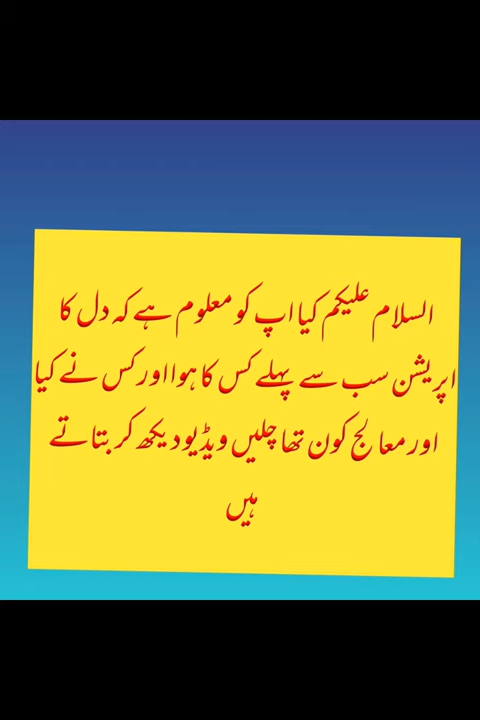 السلام علیکم کیا اپ کو معلوم ہے کہ دل کا
اپریشن سب سے پہلے کس کا ہوا اور کس نے کیا
اور معالج کون تھا چلیں ویڈیو دیکھ کر بتاتے
ہیں